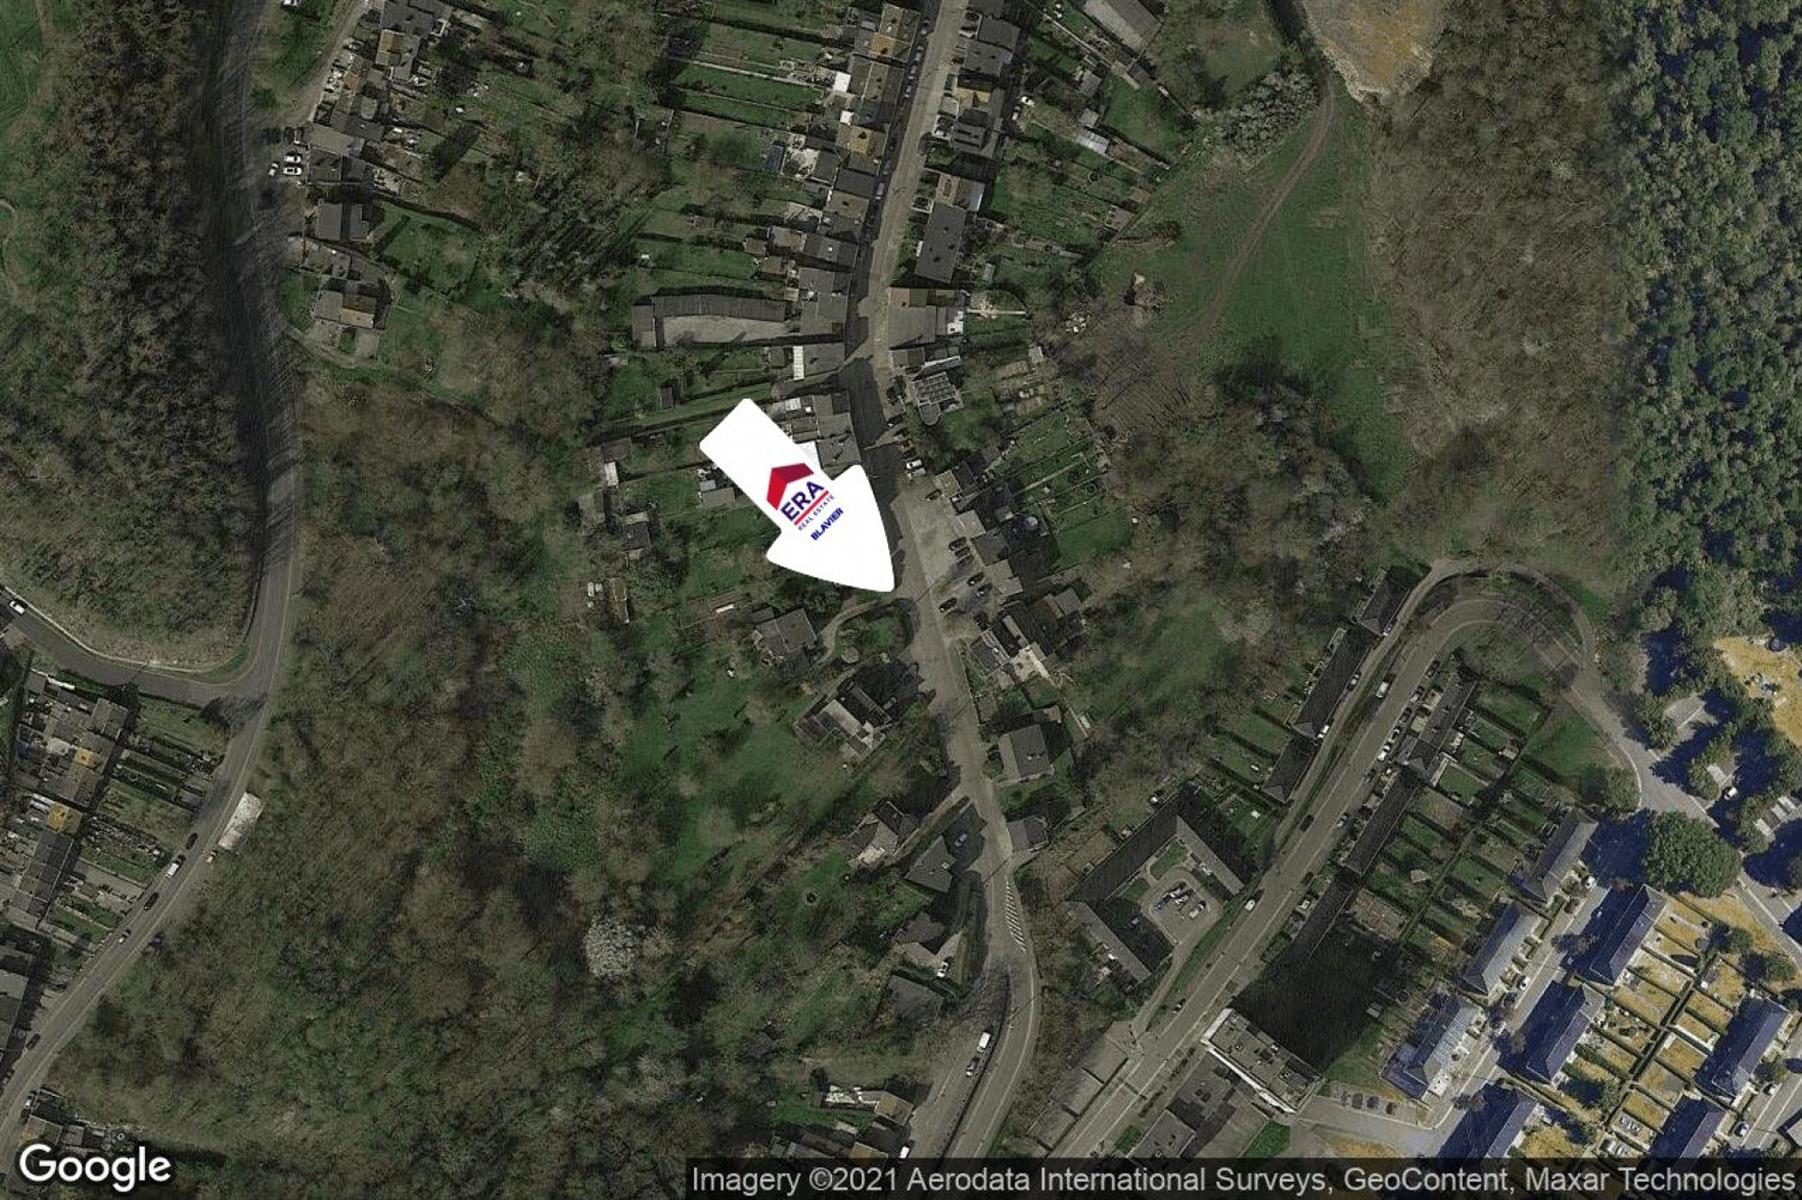 ERA
REAL ESTATE
BLAVIER
Google
Imagery ©2021 Aerodata International Surveys, GeoContent, Maxar Technologies